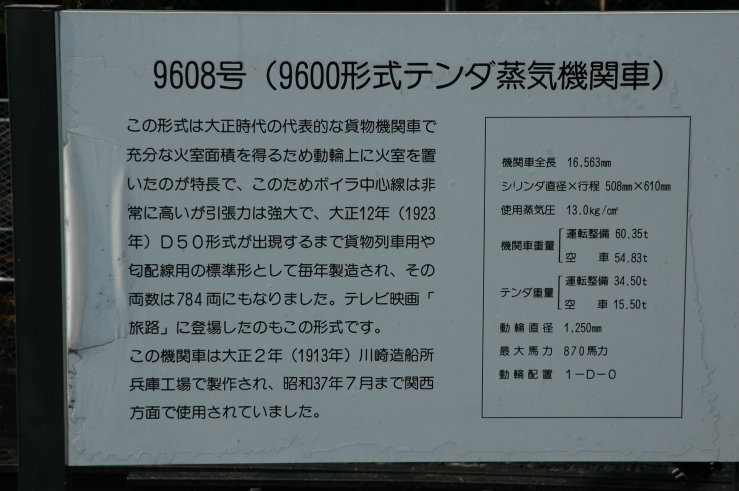 9608号（9600形式テンダ蒸気機関車）
この形式は大正時代の代表的な貨物機関車で
充分な火室面積を得るため動輪上に火室を置
いたのが特長で、このためボイラ中心線は非
常に高いが引張力は強大で、大正12年（1923
年）D50形式が出現するまで貨物列車用や
勾配線用の標準形として毎年製造され、その
両数は784両にもなりました。テレビ映画「
旅路」に登場したのもこの形式です。
この機関車は大正2年（1913年）川崎造船所
兵庫工場で製作され、昭和37年7月まで関西
方面で使用されていました。
機関車全長 16,563mm
シリンダ直径×行程 508mm×610mm
使用蒸気圧 13.0kg/c㎡
機関車重量 運転整備 60.35t
空車 54.83t
テンダ重量 運転整備 34.50t
空車 15.50t
動輪直径 1,250mm
最大馬力 870馬力
動輪配置 1-D-0